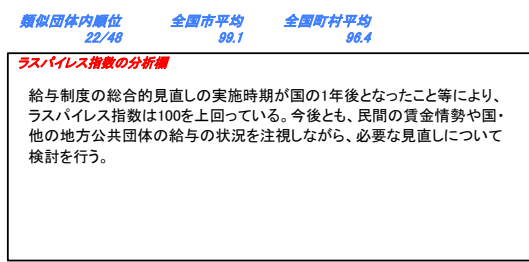 類似団体内順位 全国市平均 全国町村平均
22/48 99.1 96.4
ラスパイレス指数の分析欄
給与制度の総合的見直しの実施時期が国の1年後となったこと等により、
ラスパイレス指数は100を上回っている。今後とも、民間の賃金情勢や国・
他の地方公共団体の給与の状況を注視しながら、必要な見直しについて
検討を行う。